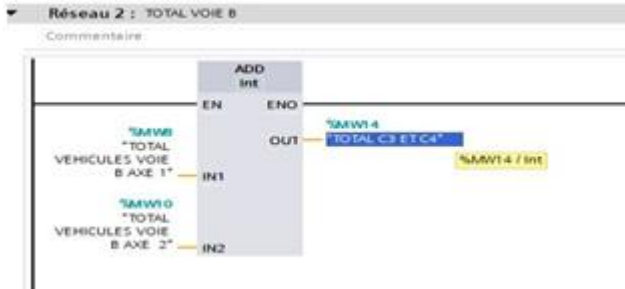 Réseau 2 : TOTAL VOIE B
Commentaire
ADD
Int
EN ENO
%MW8
"TOTAL
VEHICULES VOIE
B AXE 1" IN1
%MW14
OUT "TOTAL C3 ET C4"
%MW14 / Int
%MW10
"TOTAL
VEHICULES VOIE
B AXE 2" IN2